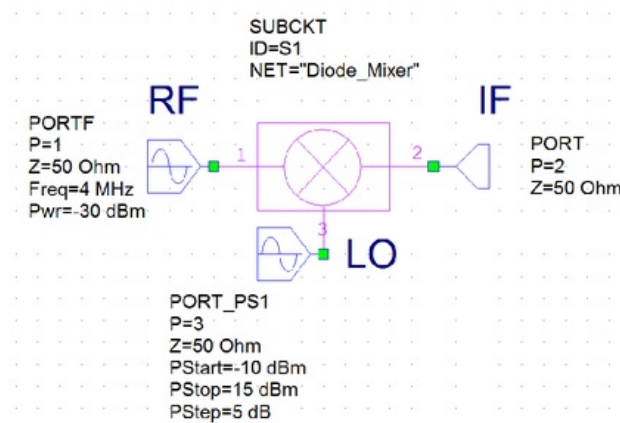 SUBCKT
ID=S1
NET="Diode_Mixer"
RF
IF
PORTF
P=1
Z=50 Ohm
Freq=4 MHz
Pwr=-30 dBm
1
2
PORT
P=2
Z=50 Ohm
3
LO
PORT_PS1
P=3
Z=50 Ohm
PStart=-10 dBm
PStop=15 dBm
PStep=5 dB